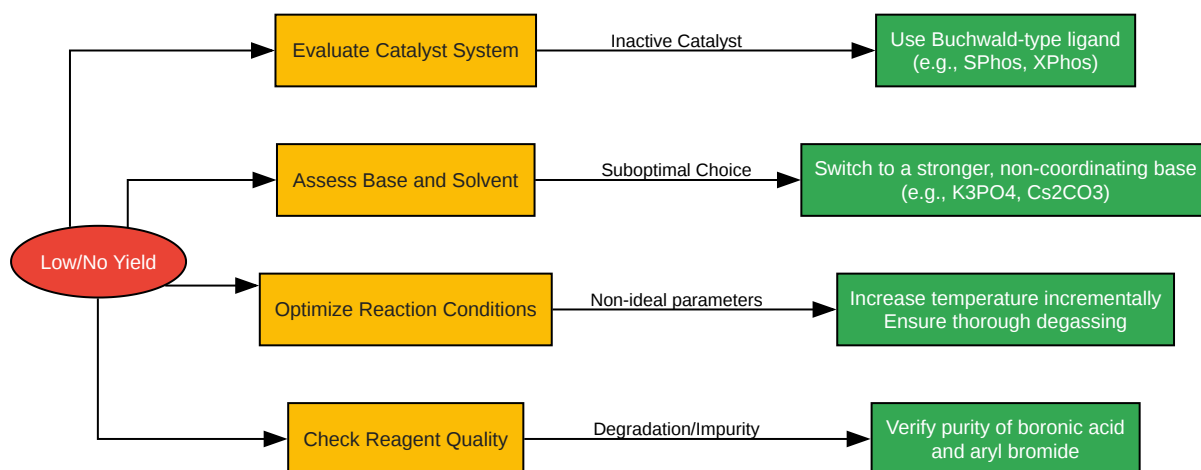 Evaluate Catalyst System
Inactive Catalyst
Use Buchwald-type ligand
(e.g., SPhos, XPhos)
Assess Base and Solvent
Suboptimal Choice
Switch to a stronger, non-coordinating base
(e.g., K3PO4, Cs2CO3)
Low/No Yield
Optimize Reaction Conditions
Non-ideal parameters
Increase temperature incrementally
Ensure thorough degassing
Check Reagent Quality
Degradation/Impurity
Verify purity of boronic acid
and aryl bromide